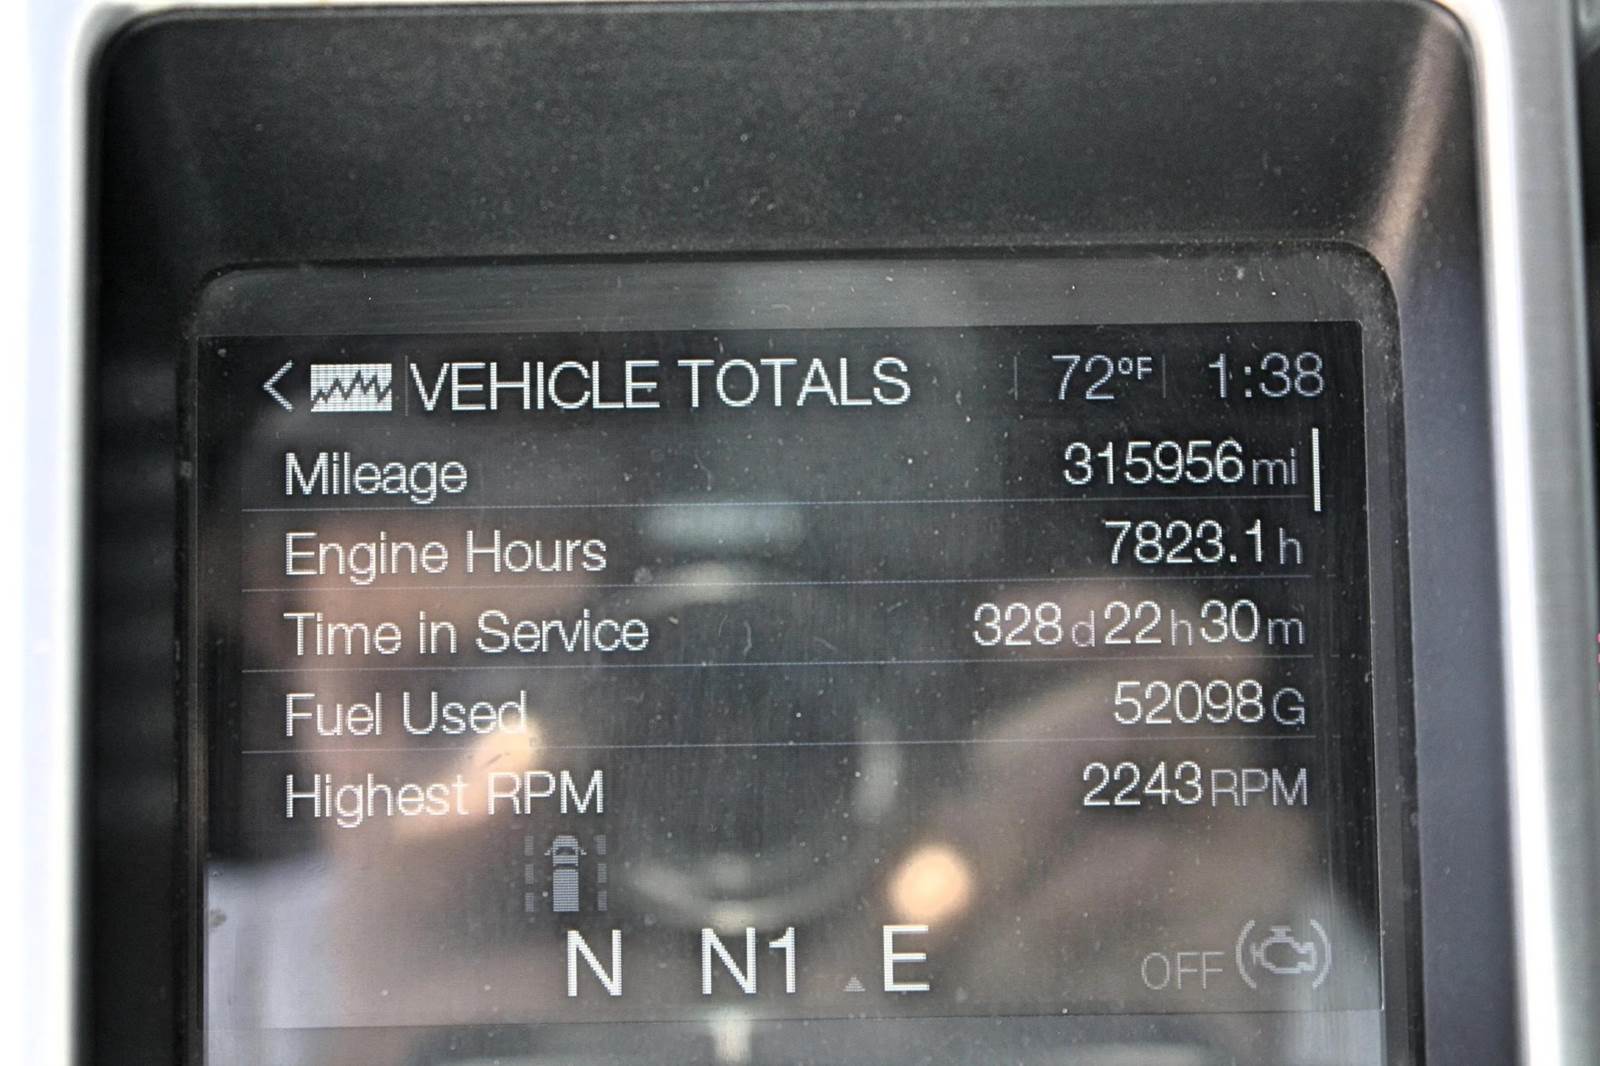 < VEHICLE TOTALS 72°F 1:38
Mileage 315956 mi
Engine Hours 7823.1 h
Time in Service 328 d 22 h 30 m
Fuel Used 52098 G
Highest RPM 2243 RPM
N N1 E OFF